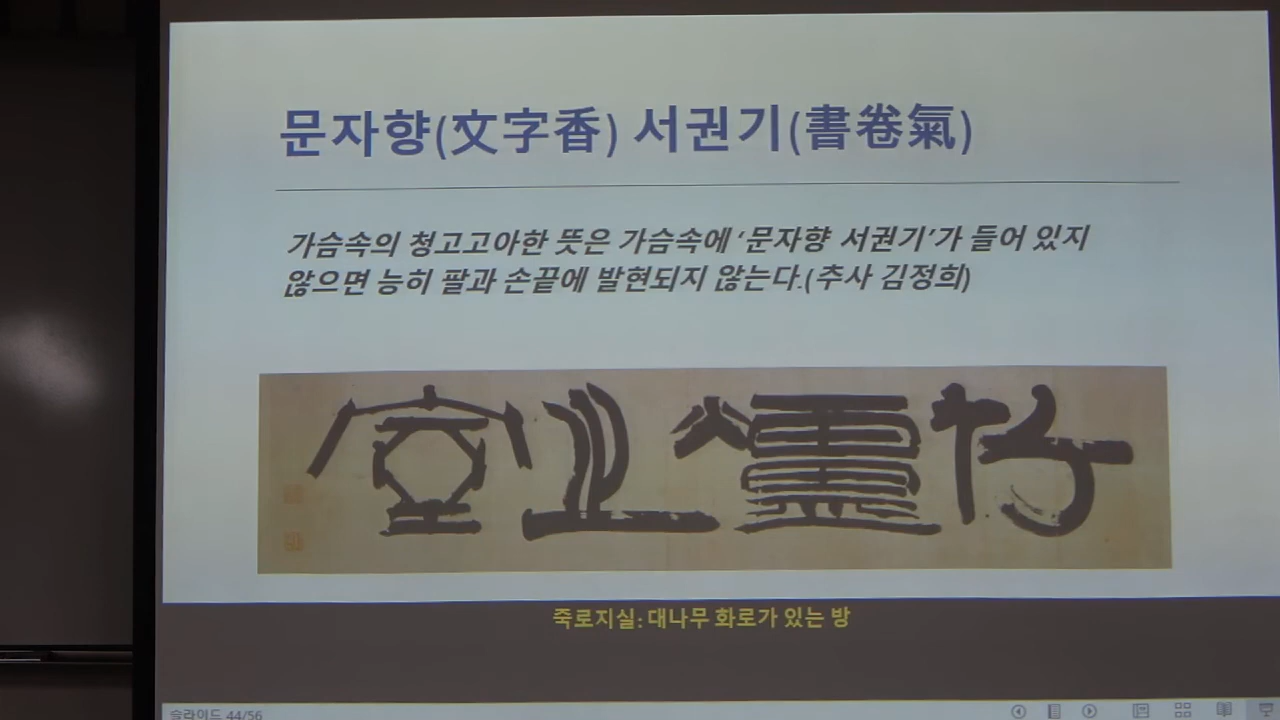 문자향(文字香) 서권기(書卷氣)
가슴속의 청고고아한 뜻은 가슴속에 ‘문자향 서권기’가 들어 있지
않으면 능히 팔과 손끝에 발현되지 않는다.(추사 김정희)
竹爐之室
죽로지실: 대나무 화로가 있는 방
슬라이드 44/56